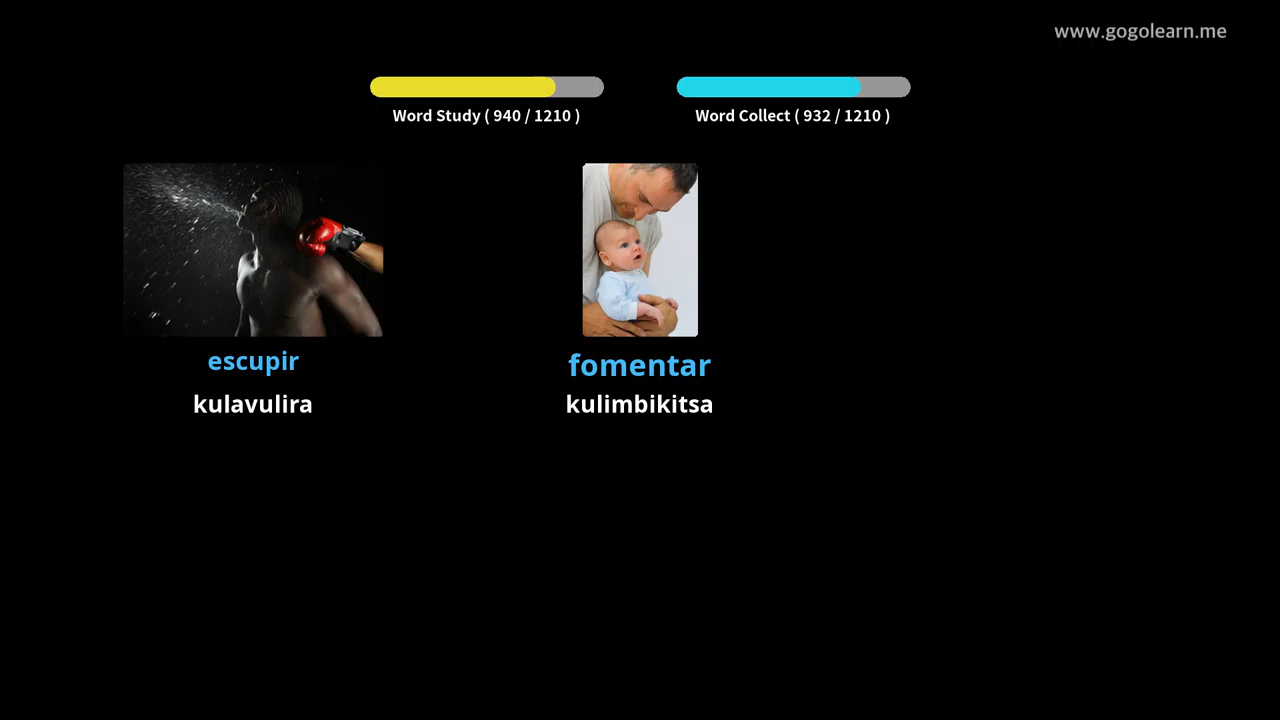 www.gogolearn.me
Word Study ( 940 / 1210 )
Word Collect ( 932 / 1210 )
escupir
kulavulira
fomentar
kulimbikitsa